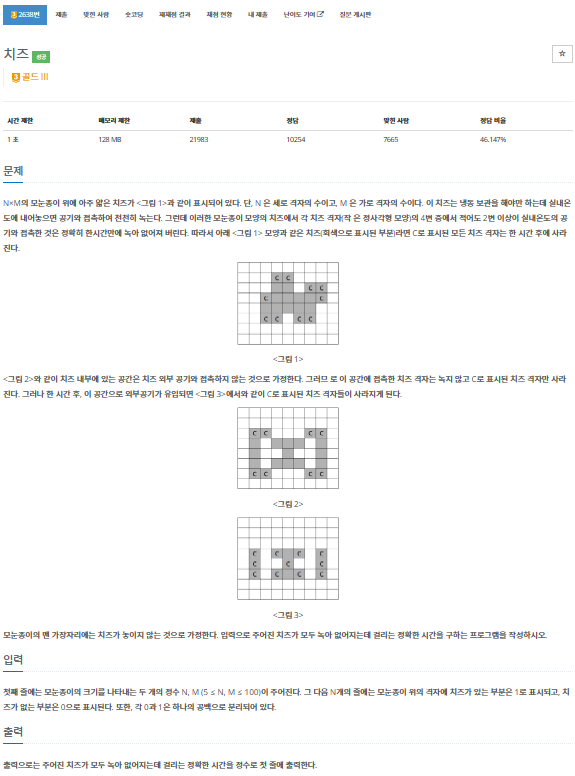 2638번 제출 맞힌 사람 숏코딩 재채점 결과 채점 현황 내 제출 난이도 기여 질문 게시판
치즈 성공
3 골드 III
시간 제한 메모리 제한 제출 정답 맞힌 사람 정답 비율
1 초 128 MB 21983 10254 7665 46.147%
문제
N×M의 모눈종이 위에 아주 얇은 치즈가 <그림 1>과 같이 표시되어 있다. 단, N 은 세로 격자의 수이고, M 은 가로 격자의 수이다. 이 치즈는 냉동 보관을 해야만 하는데 실내온
도에 내어놓으면 공기와 접촉하여 천천히 녹는다. 그런데 이러한 모눈종이 모양의 치즈에서 각 치즈 격자(작 은 정사각형 모양)의 4변 중에서 적어도 2변 이상이 실내온도의 공
기와 접촉한 것은 정확히 한시간만에 녹아 없어져 버린다. 따라서 아래 <그림 1> 모양과 같은 치즈(회색으로 표시된 부분)라면 C로 표시된 모든 치즈 격자는 한 시간 후에 사라
진다.
C C
C C
C C
C C C C
<그림 1>
<그림 2>와 같이 치즈 내부에 있는 공간은 치즈 외부 공기와 접촉하지 않는 것으로 가정한다. 그러므 로 이 공간에 접촉한 치즈 격자는 녹지 않고 C로 표시된 치즈 격자만 사라
진다. 그러나 한 시간 후, 이 공간으로 외부공기가 유입되면 <그림 3>에서와 같이 C로 표시된 치즈 격자들이 사라지게 된다.
C C C C
C C C C
<그림 2>
C C C C
C C C
C C C C
<그림 3>
모눈종이의 맨 가장자리에는 치즈가 놓이지 않는 것으로 가정한다. 입력으로 주어진 치즈가 모두 녹아 없어지는데 걸리는 정확한 시간을 구하는 프로그램을 작성하시오.
입력
첫째 줄에는 모눈종이의 크기를 나타내는 두 개의 정수 N, M (5 ≤ N, M ≤ 100)이 주어진다. 그 다음 N개의 줄에는 모눈종이 위의 격자에 치즈가 있는 부분은 1로 표시되고, 치
즈가 없는 부분은 0으로 표시된다. 또한, 각 0과 1은 하나의 공백으로 분리되어 있다.
출력
출력으로는 주어진 치즈가 모두 녹아 없어지는데 걸리는 정확한 시간을 정수로 첫 줄에 출력한다.